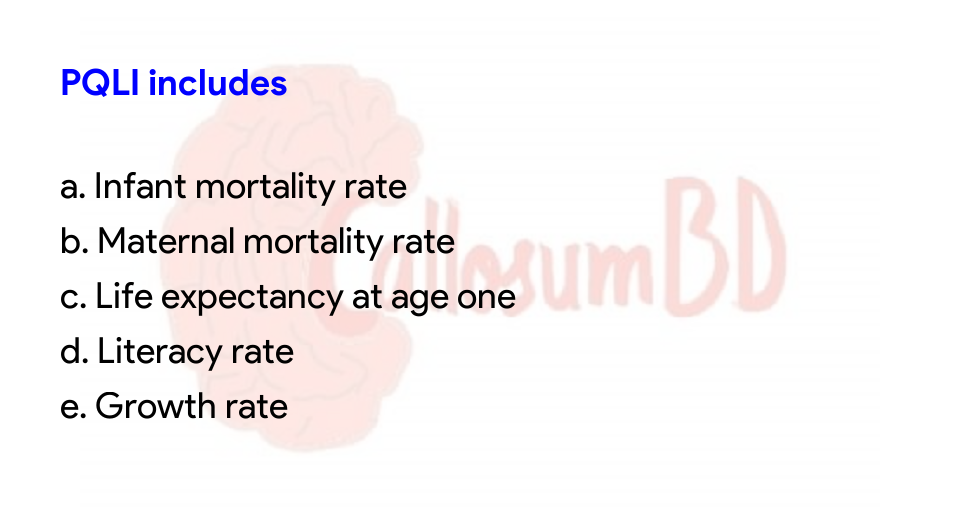 PQLI includes
a. Infant mortality rate
b. Maternal mortality rate
CallosumBD
c. Life expectancy at age one
d. Literacy rate
e. Growth rate